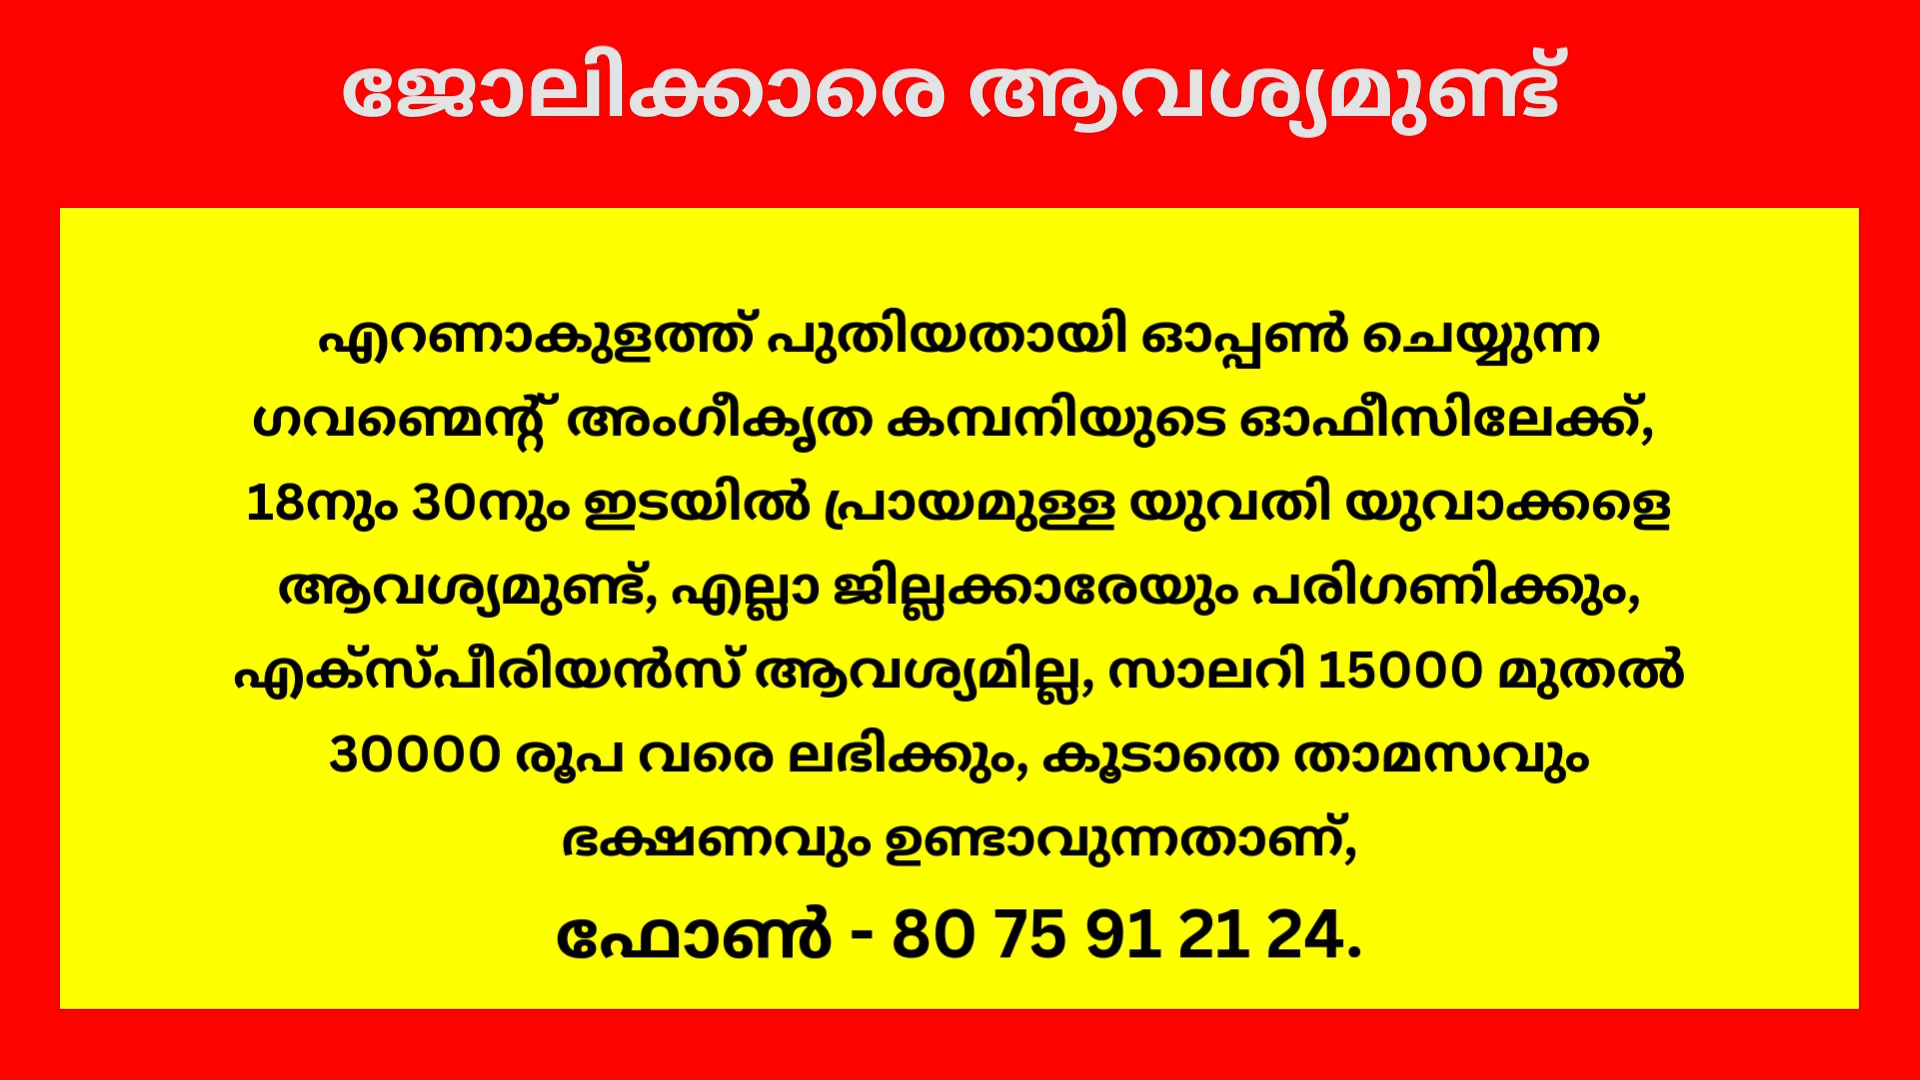 ജോലിക്കാരെ ആവശ്യമുണ്ട്
എറണാകുളത്ത് പുതിയതായി ഓപ്പൺ ചെയ്യുന്ന
ഗവണ്മെന്റ് അംഗീകൃത കമ്പനിയുടെ ഓഫീസിലേക്ക്,
18നും 30നും ഇടയിൽ പ്രായമുള്ള യുവതി യുവാക്കളെ
ആവശ്യമുണ്ട്, എല്ലാ ജില്ലക്കാരേയും പരിഗണിക്കും,
എക്സ്പീരിയൻസ് ആവശ്യമില്ല, സാലറി 15000 മുതൽ
30000 രൂപ വരെ ലഭിക്കും, കൂടാതെ താമസവും
ഭക്ഷണവും ഉണ്ടാവുന്നതാണ്,
ഫോൺ - 80 75 91 21 24.